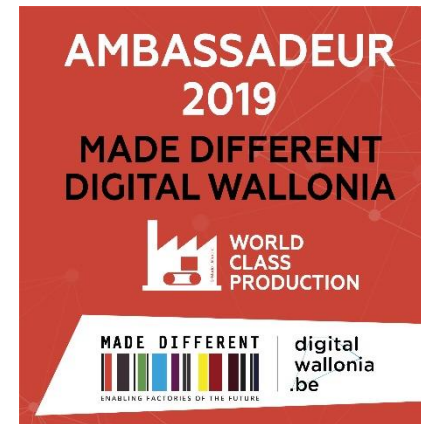 AMBASSADEUR
2019
MADE DIFFERENT
DIGITAL WALLONIA
WORLD
CLASS
PRODUCTION
MADE DIFFERENT
ENABLING FACTORIES OF THE FUTURE
digital
wallonia
.be